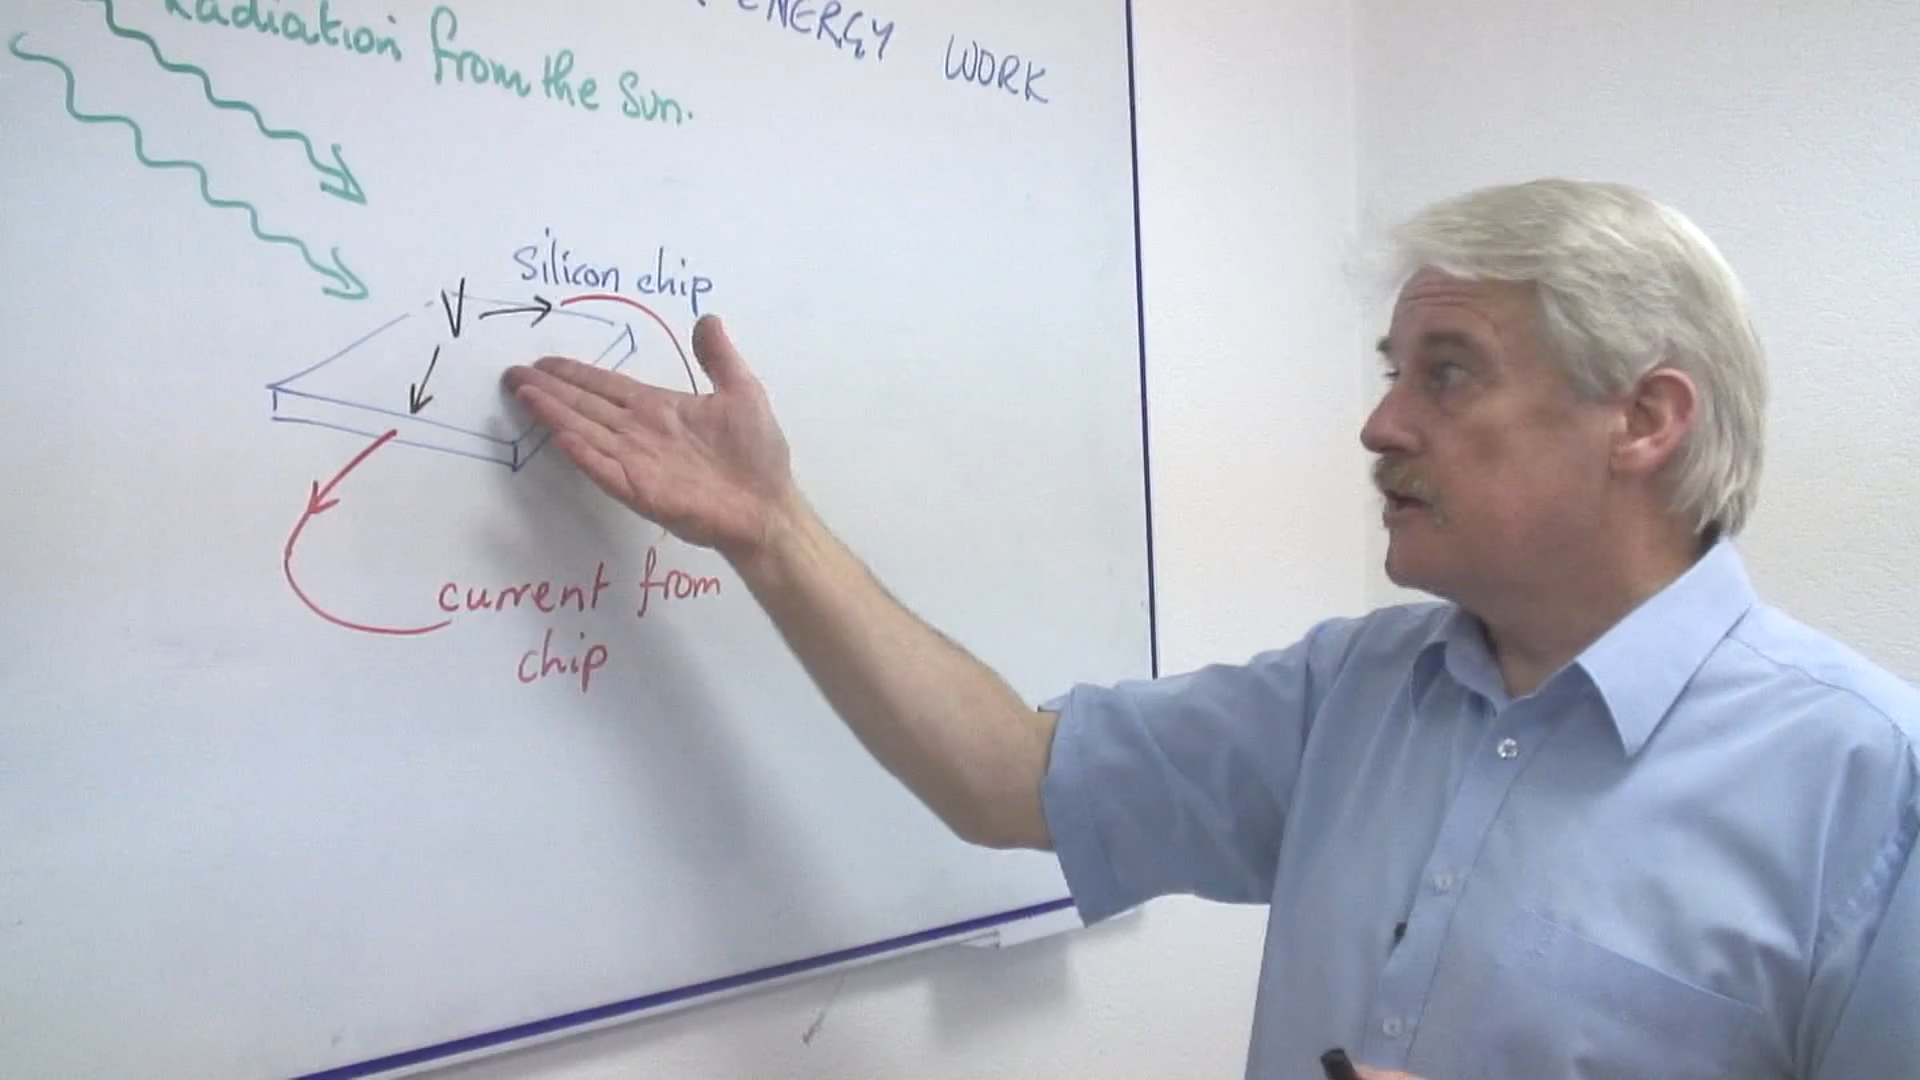 ENERGY WORK
Radiation from the Sun.
Silicon chip
V
current from
chip